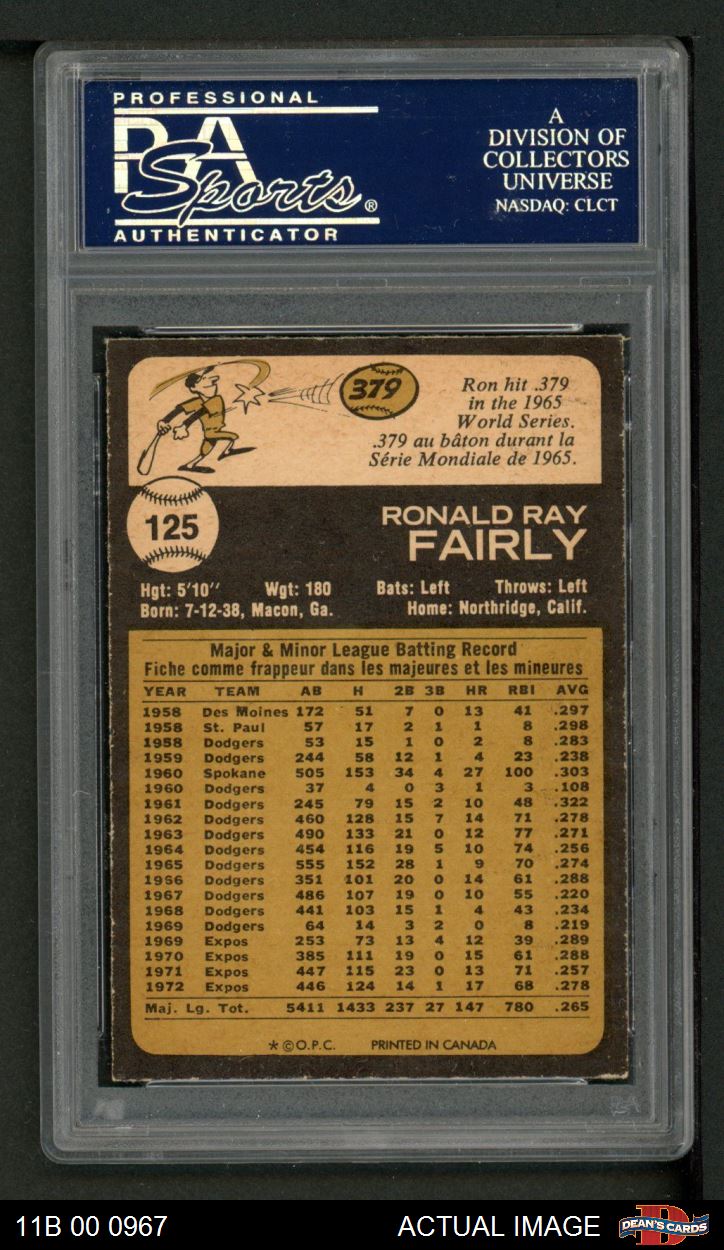 PROFESSIONAL
PSA
Sports®
AUTHENTICATOR
A
DIVISION OF
COLLECTORS
UNIVERSE
NASDAQ: CLCT
379
Ron hit .379
in the 1965
World Series.
.379 au bâton durant la
Série Mondiale de 1965.
125
RONALD RAY
FAIRLY
Hgt: 5'10" Wgt: 180 Bats: Left Throws: Left
Born: 7-12-38, Macon, Ga. Home: Northridge, Calif.
Major & Minor League Batting Record
Fiche comme frappeur dans les majeures et les mineures
YEAR TEAM AB H 2B 3B HR RBI AVG
1958 Des Moines 172 51 7 0 13 41 .297
1958 St. Paul 57 17 2 1 1 8 .298
1958 Dodgers 53 15 1 0 2 8 .283
1959 Dodgers 244 58 12 1 4 23 .238
1960 Spokane 505 153 34 4 27 100 .303
1960 Dodgers 37 4 0 3 1 3 .108
1961 Dodgers 245 79 15 2 10 48 .322
1962 Dodgers 460 128 15 7 14 71 .278
1963 Dodgers 490 133 21 0 12 77 .271
1964 Dodgers 454 116 19 5 10 74 .256
1965 Dodgers 555 152 28 1 9 70 .274
1966 Dodgers 351 101 20 0 14 61 .288
1967 Dodgers 486 107 19 0 10 55 .220
1968 Dodgers 441 103 15 1 4 43 .234
1969 Dodgers 64 14 3 2 0 8 .219
1969 Expos 253 73 13 4 12 39 .289
1970 Expos 385 111 19 0 15 61 .288
1971 Expos 447 115 23 0 13 71 .257
1972 Expos 446 124 14 1 17 68 .278
Maj. Lg. Tot. 5411 1433 237 27 147 780 .265
* © O.P.C. PRINTED IN CANADA
PSA
11B 00 0967 ACTUAL IMAGE
D
DEAN'S CARDS